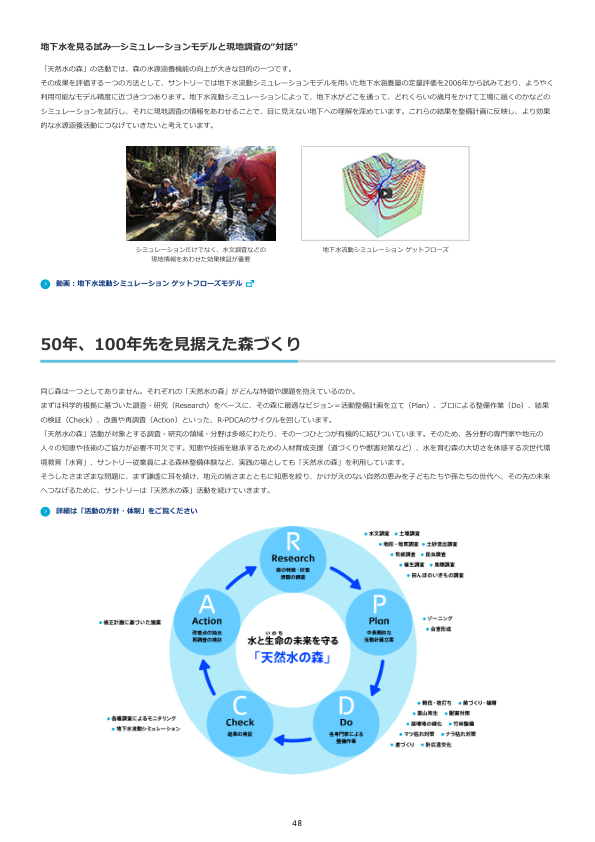 地下水を見る試み―シミュレーションモデルと現地調査の“対話”
「天然水の森」の活動では、森の水源涵養機能の向上が大きな目的の一つです。
その成果を評価する一つの方法として、サントリーでは地下水流動シミュレーションモデルを用いた地下水涵養量の定量評価を2006年から試みており、ようやく
利用可能なモデル精度に近づきつつあります。地下水流動シミュレーションによって、地下水がどこを通って、どれくらいの歳月をかけて工場に届くのかなどの
シミュレーションを試行し、それに現地調査の情報をあわせることで、目に見えない地下への理解を深めています。これらの結果を整備計画に反映し、より効果
的な水源涵養活動につなげていきたいと考えています。
シミュレーションだけでなく、水文調査などの
現地情報をあわせた効果検証が重要
地下水流動シミュレーション ゲットフローズ
動画：地下水流動シミュレーション ゲットフローズモデル
50年、100年先を見据えた森づくり
同じ森は一つとしてありません。それぞれの「天然水の森」がどんな特徴や課題を抱えているのか。
まずは科学的根拠に基づいた調査・研究（Research）をベースに、その森に最適なビジョン＝活動整備計画を立て（Plan）、プロによる整備作業（Do）、結果
の検証（Check）、改善や再調査（Action）といった、R-PDCAのサイクルを回しています。
「天然水の森」活動が対象とする調査・研究の領域・分野は多岐にわたり、その一つひとつが有機的に結びついています。そのため、各分野の専門家や地元の
人々の知恵や技術のご協力が必要不可欠です。知恵や技術を継承するための人材育成支援（道づくりや獣害対策など）、水を育む森の大切さを体感する次世代環
境教育「水育」、サントリー従業員による森林整備体験など、実践の場としても「天然水の森」を利用しています。
そうしたさまざまな問題に、まず謙虚に耳を傾け、地元の皆さまとともに知恵を絞り、かけがえのない自然の恵みを子どもたちや孫たちの世代へ、その先の未来
へつなげるために、サントリーは「天然水の森」活動を続けていきます。
詳細は「活動の方針・体制」をご覧ください
R
Research
森の特徴・状態
課題の調査
水文調査 土壌調査
地形・地質調査 土砂流出調査
気候調査 昆虫調査
植生調査 魚類調査
田んぼのいきもの調査
P
Plan
中長期的な
活動計画立案
ゾーニング
合意形成
D
Do
各専門家による
整備作業
間伐・枝打ち 苗づくり・植樹
里山再生 獣害対策
崩壊地の緑化 竹林整備
マツ枯れ対策 ナラ枯れ対策
道づくり 針広混交化
C
Check
結果の検証
各種調査によるモニタリング
地下水流動シミュレーション
A
Action
改善点の抽出
再調査の検討
修正計画に基づいた施業
いのち
水と生命の未来を守る
「天然水の森」
48